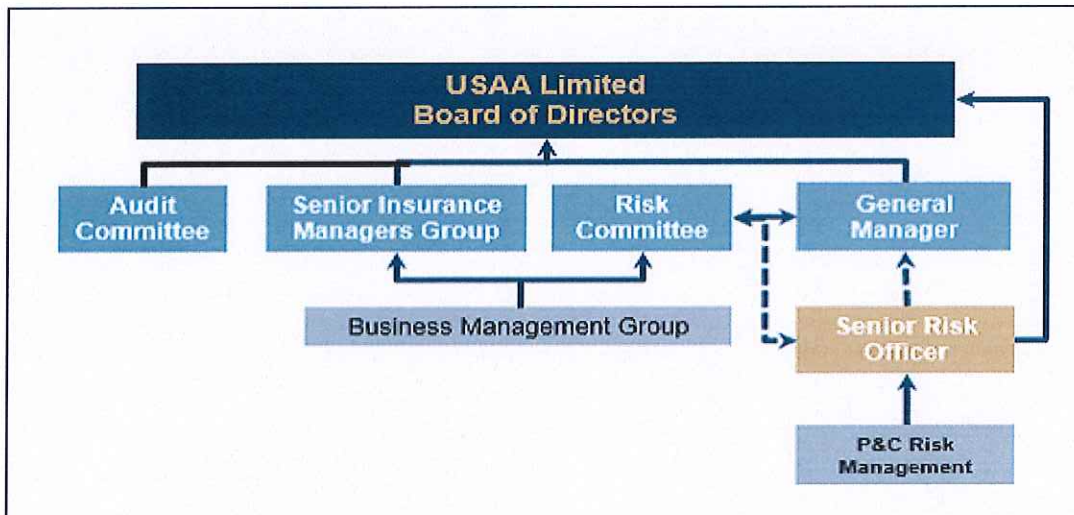 USAA Limited
Board of Directors
Audit
Committee
Senior Insurance
Managers Group
Risk
Committee
General
Manager
Business Management Group
Senior Risk
Officer
P&C Risk
Management